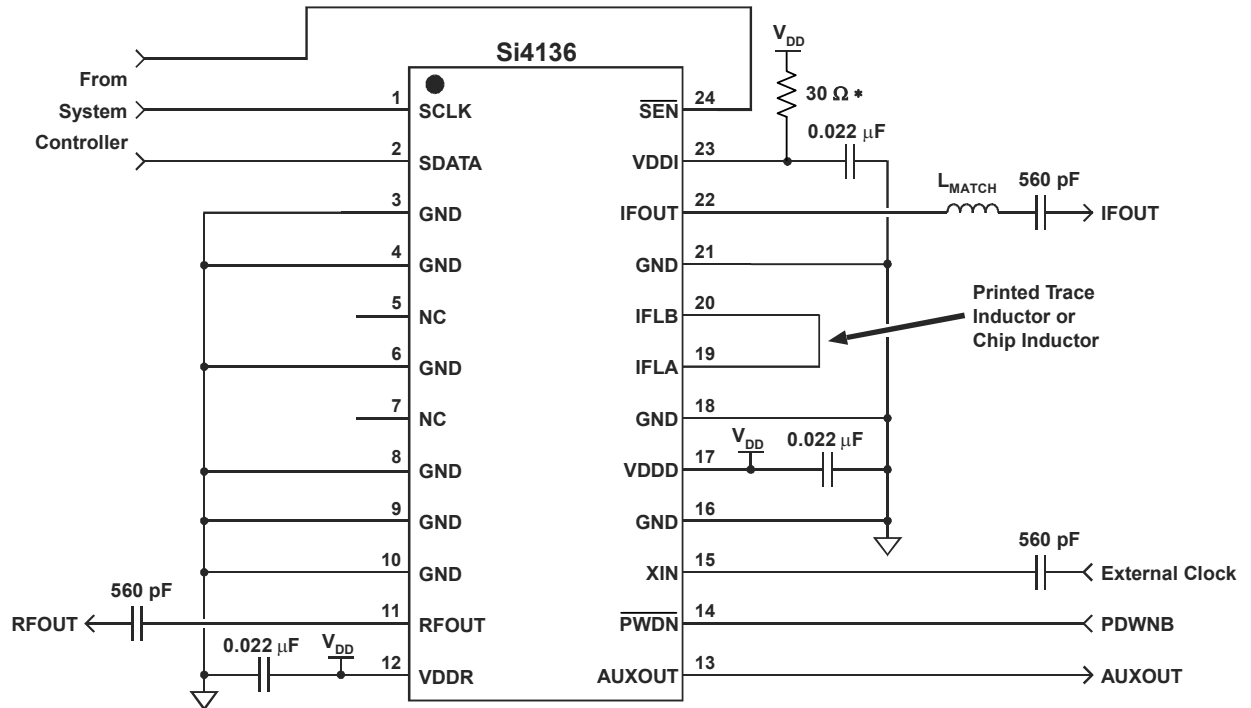 Si4136
From
System
Controller
1 SCLK
2 SDATA
3 GND
4 GND
5 NC
6 GND
7 NC
8 GND
9 GND
10 GND
11 RFOUT
12 VDDR
560 pF
RFOUT
0.022 μF
VDD
24 SEN
23 VDDI
22 IFOUT
21 GND
20 IFLB
19 IFLA
18 GND
17 VDDD
16 GND
15 XIN
14 PWDN
13 AUXOUT
VDD
30 Ω *
0.022 μF
LMATCH
560 pF
IFOUT
Printed Trace
Inductor or
Chip Inductor
VDD
0.022 μF
560 pF
External Clock
PDWNB
AUXOUT